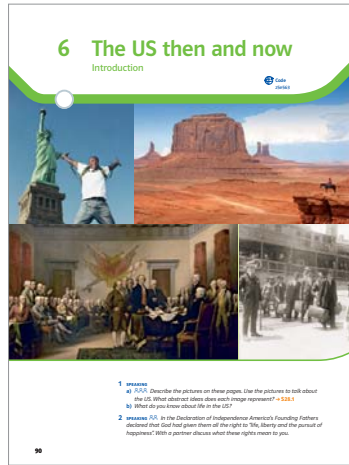 6 The US then and now
Introduction
Code
1 SPEAKING
a) Describe the pictures on these pages. Use the pictures to talk about
the US. What abstract ideas does each image represent? → S28.1
b) What do you know about life in the US?
2 SPEAKING In the Declaration of Independence America's Founding Fathers
declared that God had given them all the right to "life, liberty and the pursuit of
happiness". With a partner discuss what these rights mean to you.
90